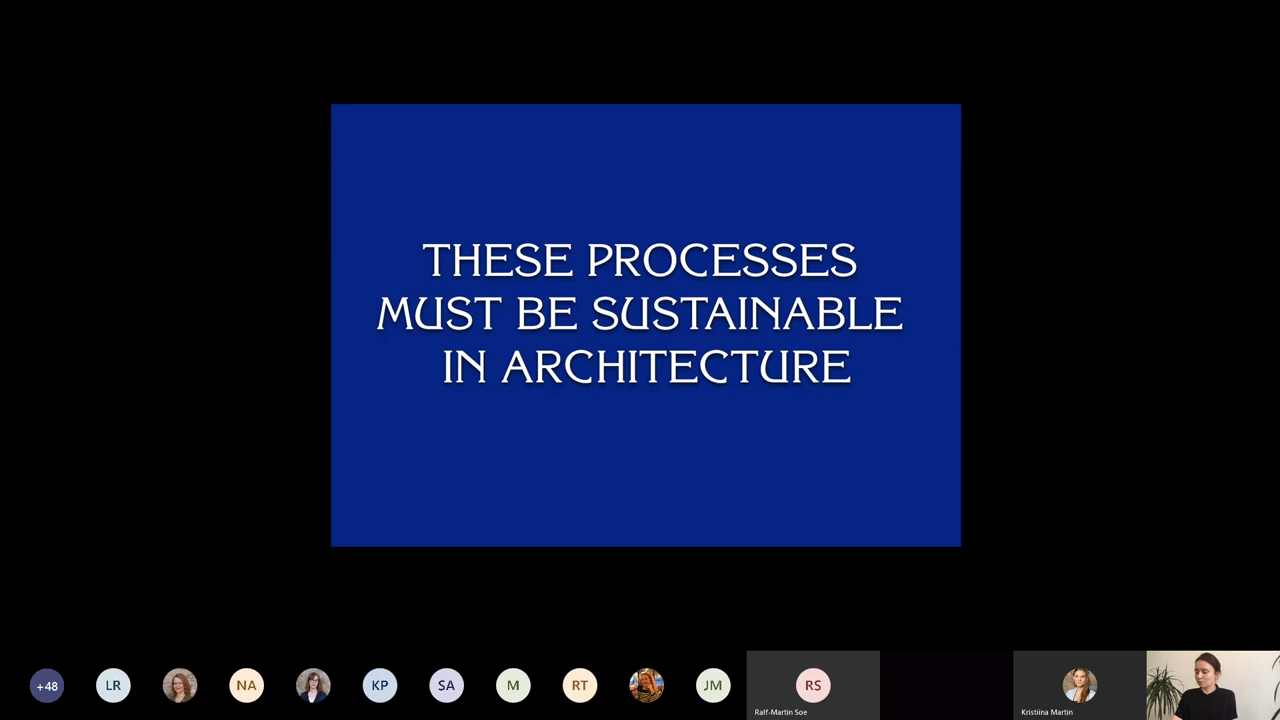 THESE PROCESSES
MUST BE SUSTAINABLE
IN ARCHITECTURE
+48
LR
NA
KP
SA
M
RT
JM
RS
Ralf-Martin Soe
Kristiina Martin